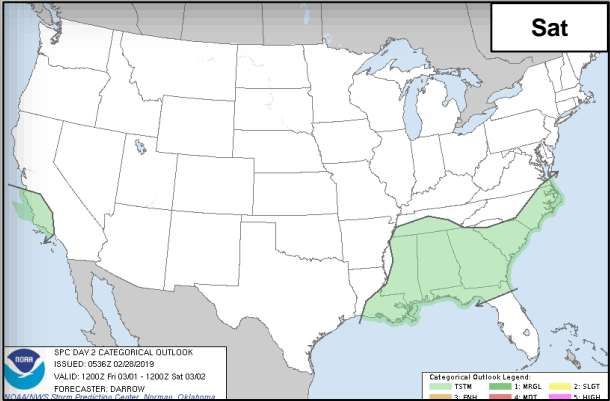 Sat
NOAA
SPC DAY 2 CATEGORICAL OUTLOOK
ISSUED: 0536Z 02/28/2019
VALID: 1200Z Fri 03/01 - 1200Z Sat 03/02
FORECASTER: DARROW
NOAA/NWS Storm Prediction Center, Norman, Oklahoma
Categorical Outlook Legend:
TSTM 1: MRGL 2: SLGT
3: ENH 4: MDT 5: HIGH